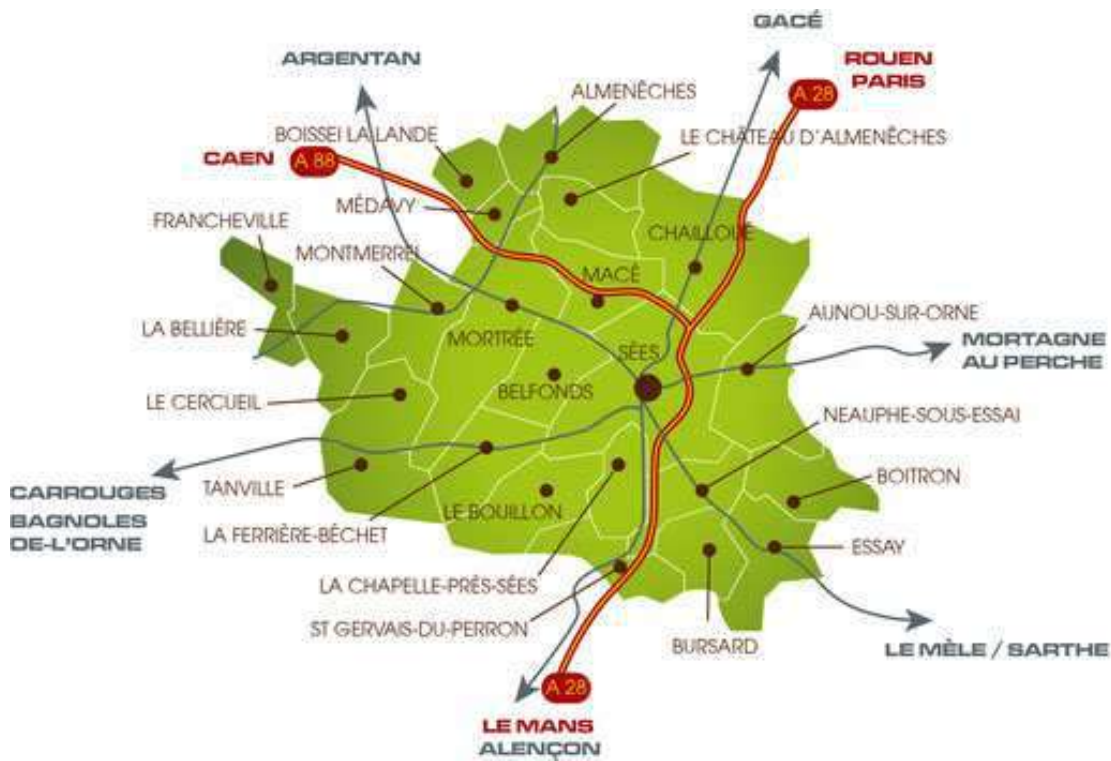 GACÉ
ARGENTAN
ROUEN
PARIS
A 28
ALMENÊCHES
BOISSEI LA LANDE
LE CHÂTEAU D'ALMENÊCHES
CAEN
A 88
MÉDAVY
FRANCHEVILLE
CHAILLOUÉ
MONTMERREI
MACÉ
AUNOU-SUR-ORNE
LA BELLIÈRE
MORTRÉE
MORTAGNE
AU PERCHE
SÉES
BELFONDS
LE CERCUEIL
NEAUPHE-SOUS-ESSAI
BOITRON
TANVILLE
CARROUGES
BAGNOLES
DE-L'ORNE
LE BOUILLON
LA FERRIÈRE-BÉCHET
ESSAY
LA CHAPELLE-PRÈS-SÉES
ST GERVAIS-DU-PERRON
BURSARD
LE MÊLE / SARTHE
A 28
LE MANS
ALENÇON